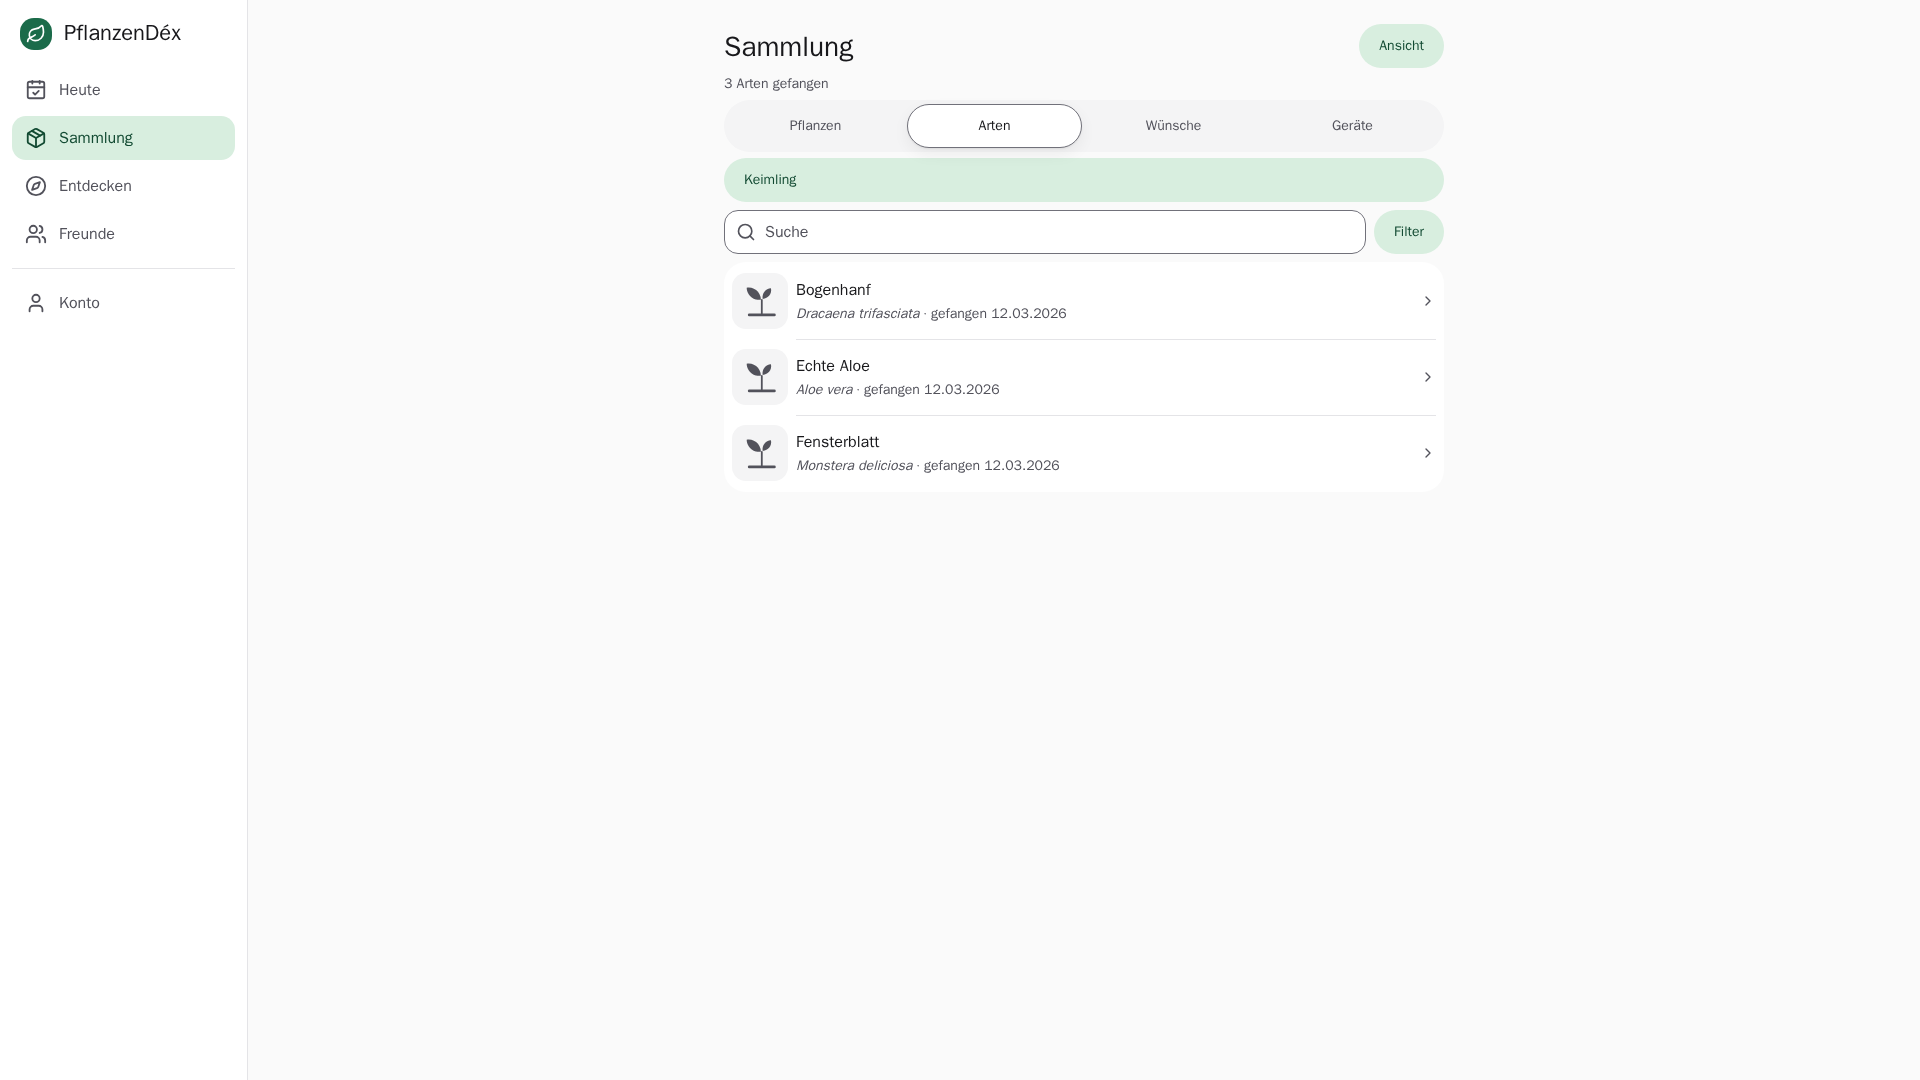 PflanzenDéx
Heute
Sammlung
Entdecken
Freunde
Konto
Sammlung
Ansicht
3 Arten gefangen
Pflanzen
Arten
Wünsche
Geräte
Keimling
Suche
Filter
Bogenhanf
Dracaena trifasciata · gefangen 12.03.2026
Echte Aloe
Aloe vera · gefangen 12.03.2026
Fensterblatt
Monstera deliciosa · gefangen 12.03.2026